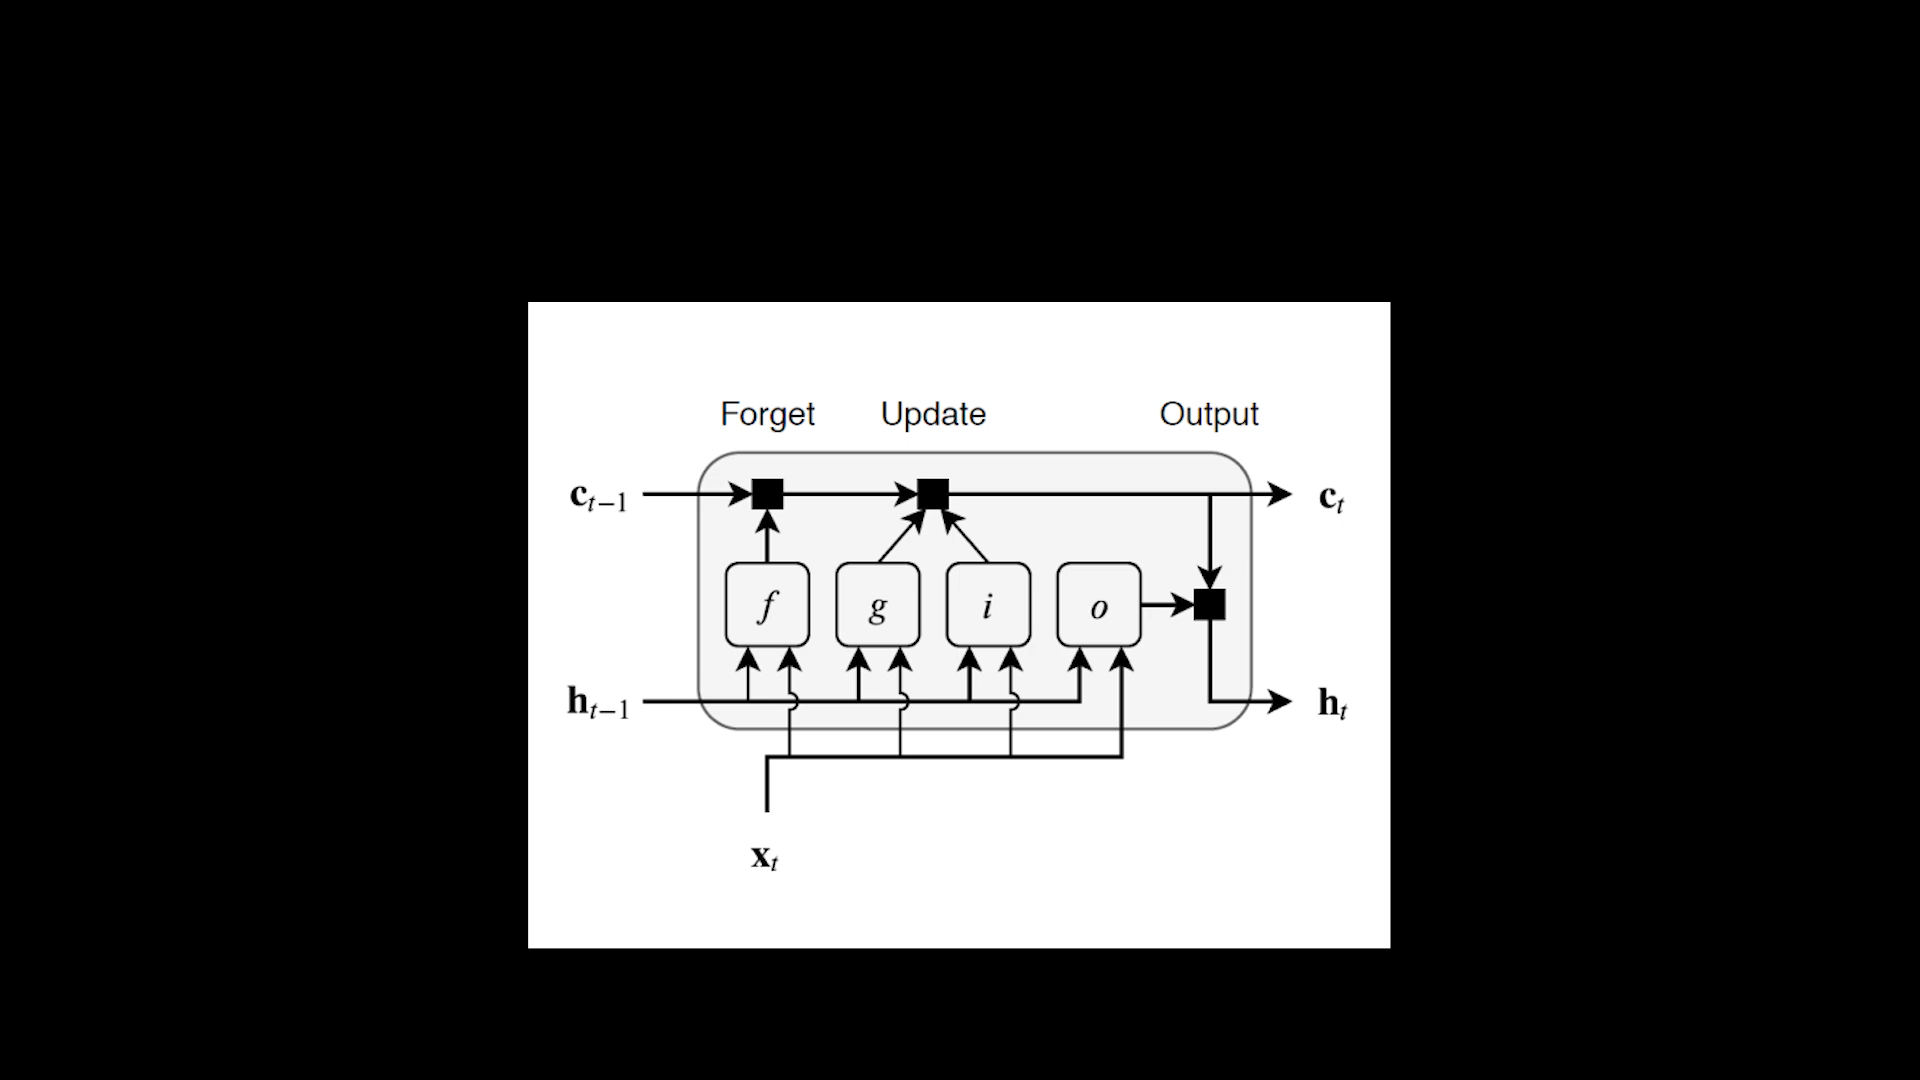 Forget Update Output
c_{t−1} c_t
f g i o
h_{t−1} h_t
x_t